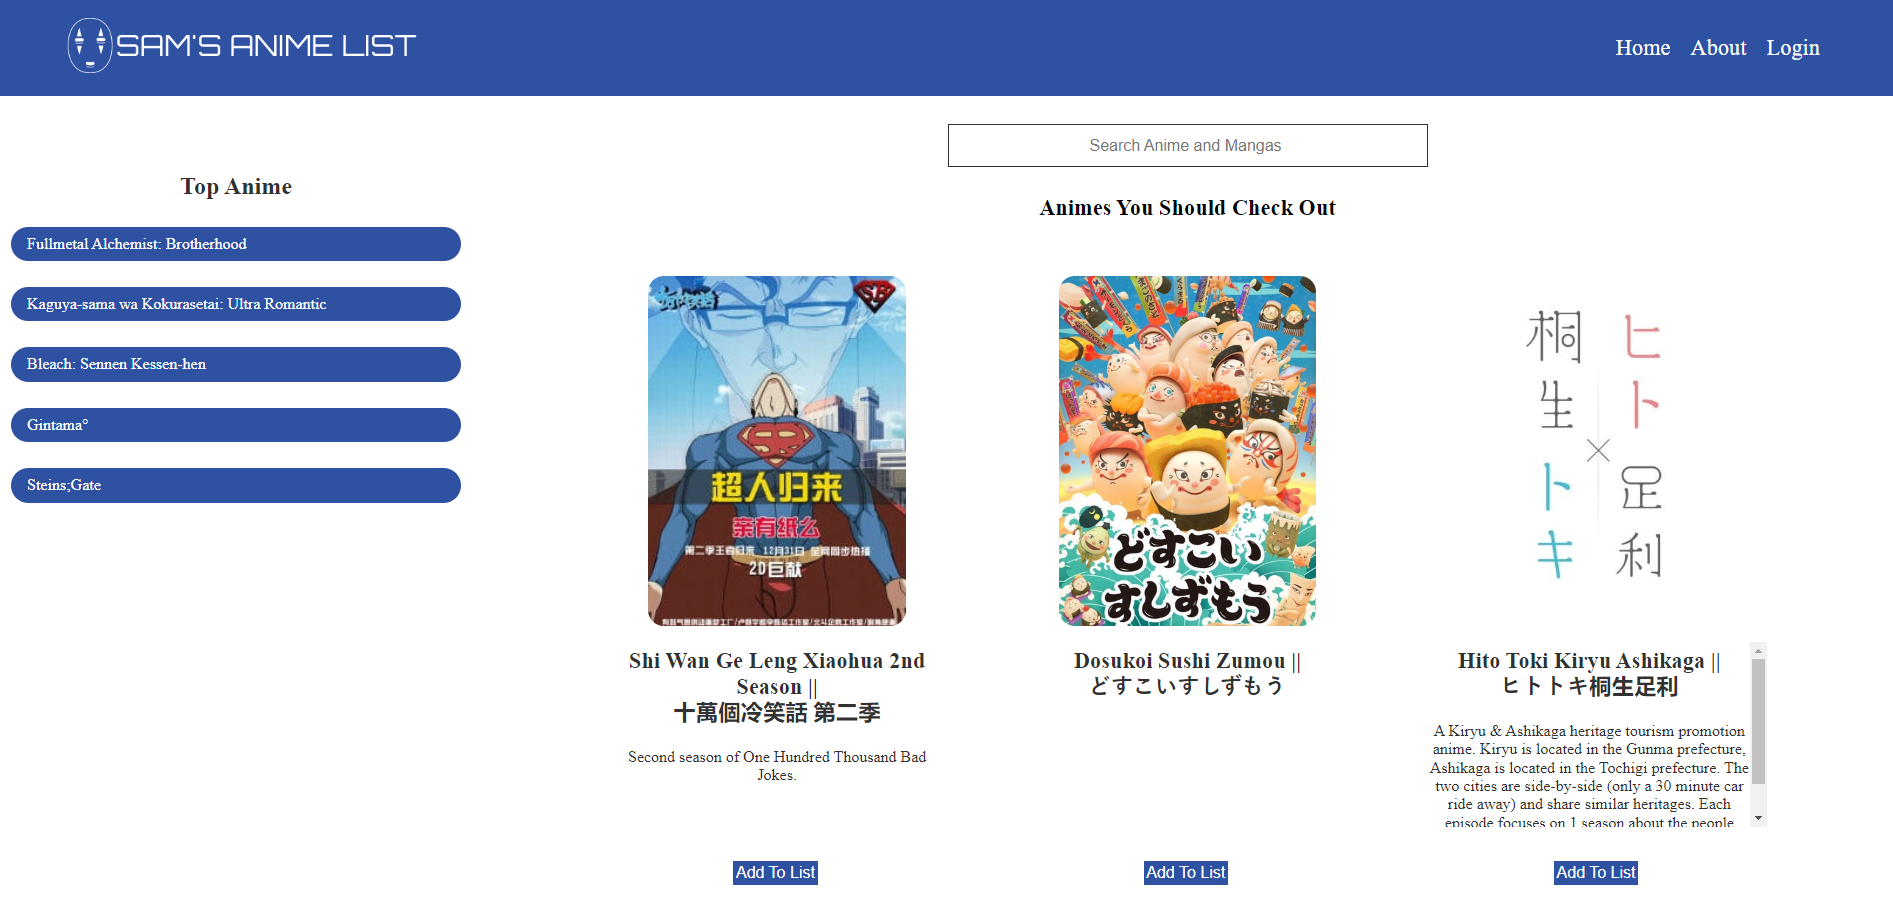 SAM'S ANIME LIST
Home About Login
Search Anime and Mangas
Top Anime
Fullmetal Alchemist: Brotherhood
Kaguya-sama wa Kokurasetai: Ultra Romantic
Bleach: Sennen Kessen-hen
Gintama°
Steins;Gate
Animes You Should Check Out
SB
超人归来
亲有纸么
第二季王者归来 12月31日 全网同步热播
2D巨献
Shi Wan Ge Leng Xiaohua 2nd
Season ||
十萬個冷笑話 第二季
Second season of One Hundred Thousand Bad
Jokes.
Add To List
どすこい
すしずもう
Dosukoi Sushi Zumou ||
どすこいすしずもう
Add To List
桐生トキ
ヒト足利
Hito Toki Kiryu Ashikaga ||
ヒトトキ桐生足利
A Kiryu & Ashikaga heritage tourism promotion
anime. Kiryu is located in the Gunma prefecture,
Ashikaga is located in the Tochigi prefecture. The
two cities are side-by-side (only a 30 minute car
ride away) and share similar heritages. Each
episode focuses on 1 season about the people
Add To List